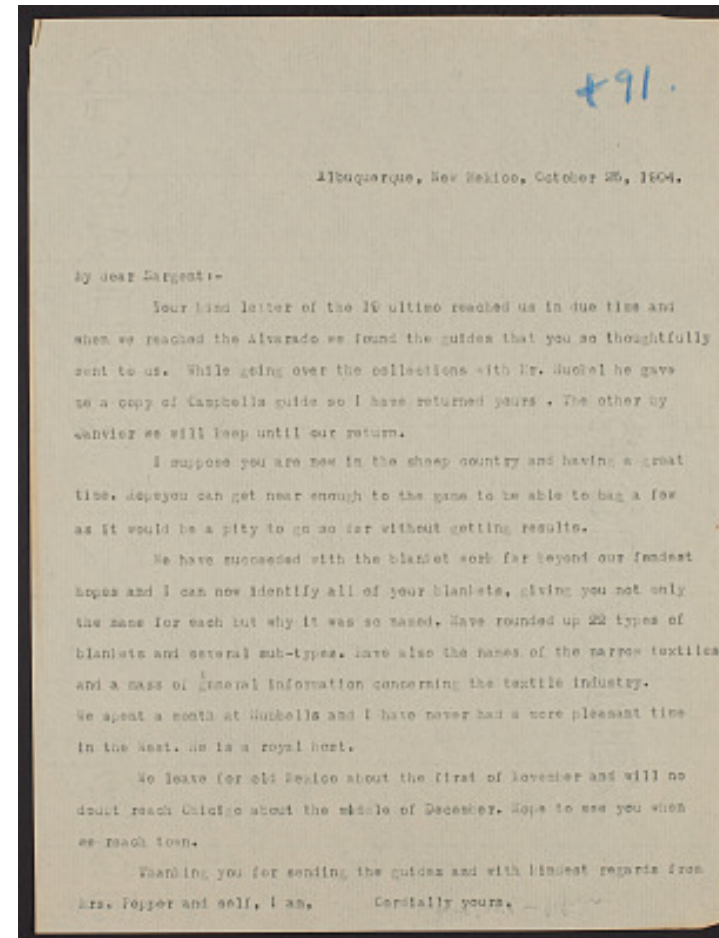 #91.
Albuquerque, New Mexico, October 25, 1904.
My dear Sargent:-
Your kind letter of the 19 ultimo reached us in due time and
when we reached the Alvarado we found the guides that you so thoughtfully
sent to us. While going over the collections with Mr. Huckel he gave
me a copy of Campbells guide so I have returned yours . The other by
Janvier we will keep until our return.
I suppose you are now in the sheep country and having a great
time. Hopeyou can get near enough to the game to be able to bag a few
as it would be a pity to go so far without getting results.
We have succeeded with the blanket work far beyond our fondest
hopes and I can now identify all of your blankets, giving you not only
the name for each but why it was so named. Have rounded up 22 types of
blankets and several sub-types. Have also the names of the narrow textiles
and a mass of general information concerning the textile industry.
We spent a month at Hubbells and I have never had a more pleasant time
in the West. He is a royal host.
We leave for old Mexico about the first of November and will no
doubt reach Chicago about the middle of December. Hope to see you when
we reach town.
Thanking you for sending the guides and with kindest regards from
Mrs. Pepper and self, I am, Cordially yours,